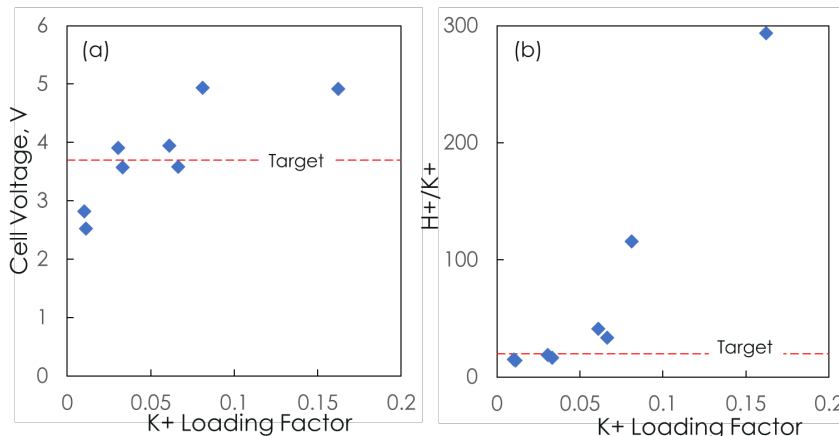 (a)
Cell Voltage, V
6
5
4
3
2
1
0
Target
0 0.05 0.1 0.15 0.2
K+ Loading Factor
(b)
H+/K+
300
200
100
0
Target
0 0.05 0.1 0.15 0.2
K+ Loading Factor